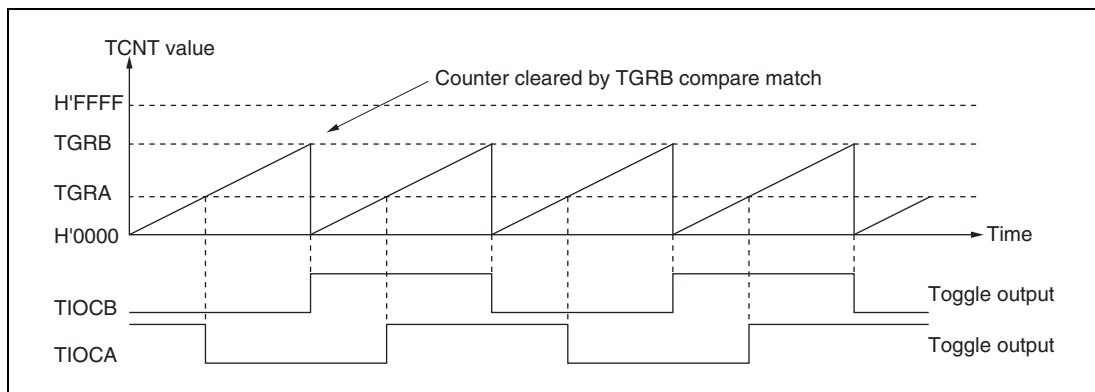 TCNT value
Counter cleared by TGRB compare match
H'FFFF
TGRB
TGRA
H'0000
Time
TIOCB
Toggle output
TIOCA
Toggle output